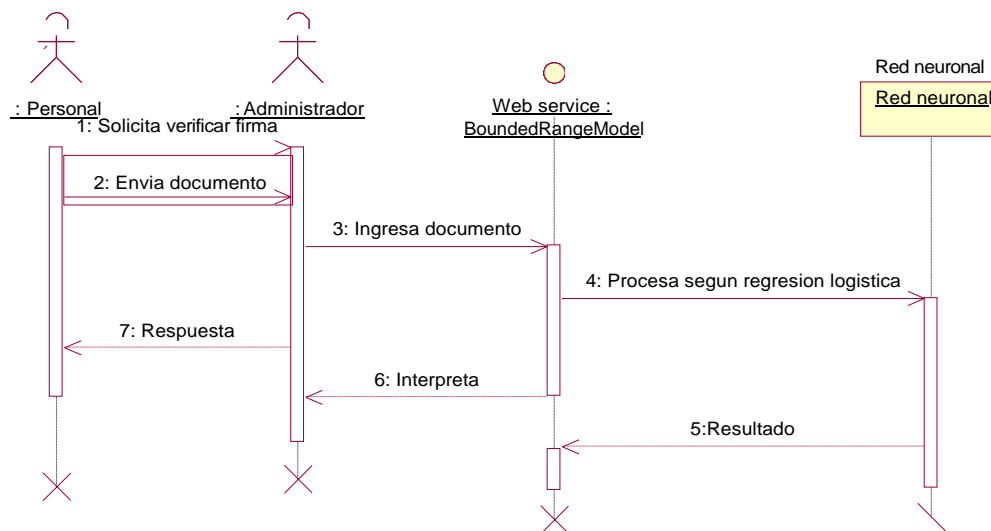 Red neuronal
: Personal
: Administrador
Web service :
BoundedRangeModel
Red neuronal
1: Solicita verificar firma
2: Envia documento
3: Ingresa documento
4: Procesa segun regresion logistica
7: Respuesta
6: Interpreta
5:Resultado